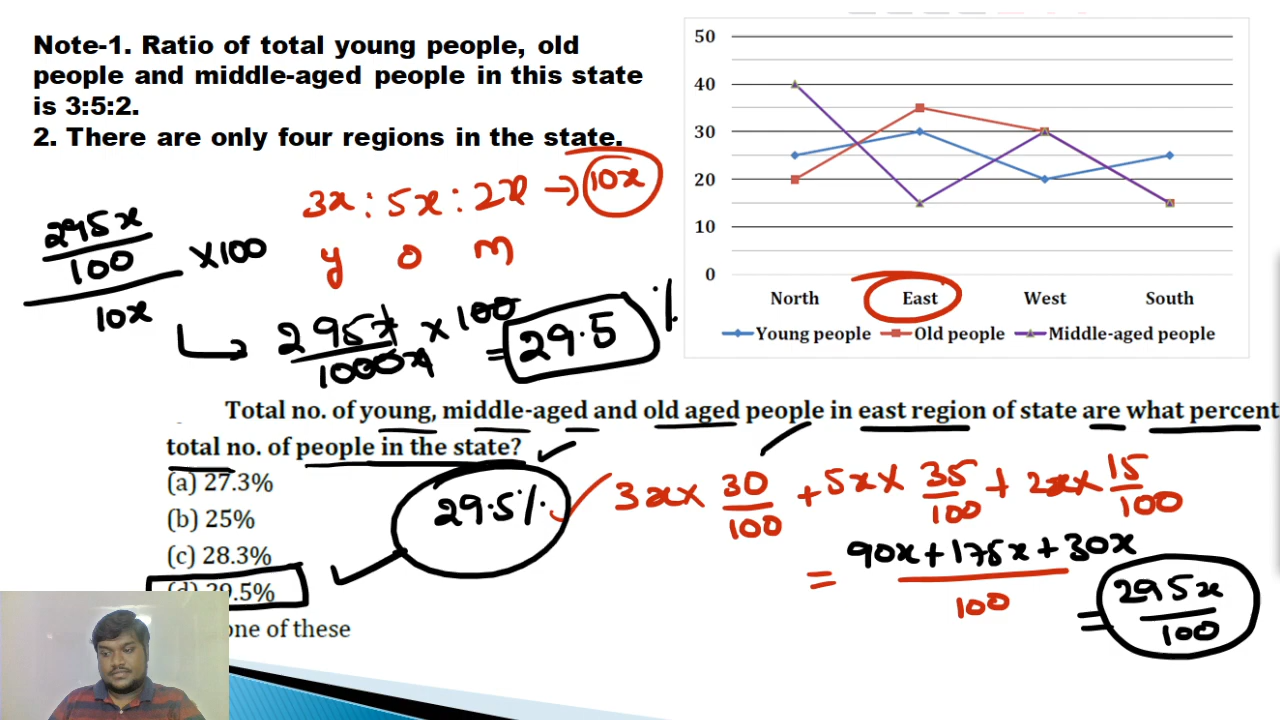 Note-1. Ratio of total young people, old
people and middle-aged people in this state
is 3:5:2.
2. There are only four regions in the state.
3x : 5x : 2x → 10x
y o m
295x
100
10x
×100
295x
1000x
× 100
= 29.5 %
50
40
30
20
10
0
North East West South
Young people Old people Middle-aged people
Total no. of young, middle-aged and old aged people in east region of state are what percent
total no. of people in the state?
(a) 27.3%
(b) 25%
(c) 28.3%
(d) 29.5%
one of these
29.5%
3x × 30/100 + 5x × 35/100 + 2x × 15/100
= 90x + 175x + 30x
100
= 295x
100